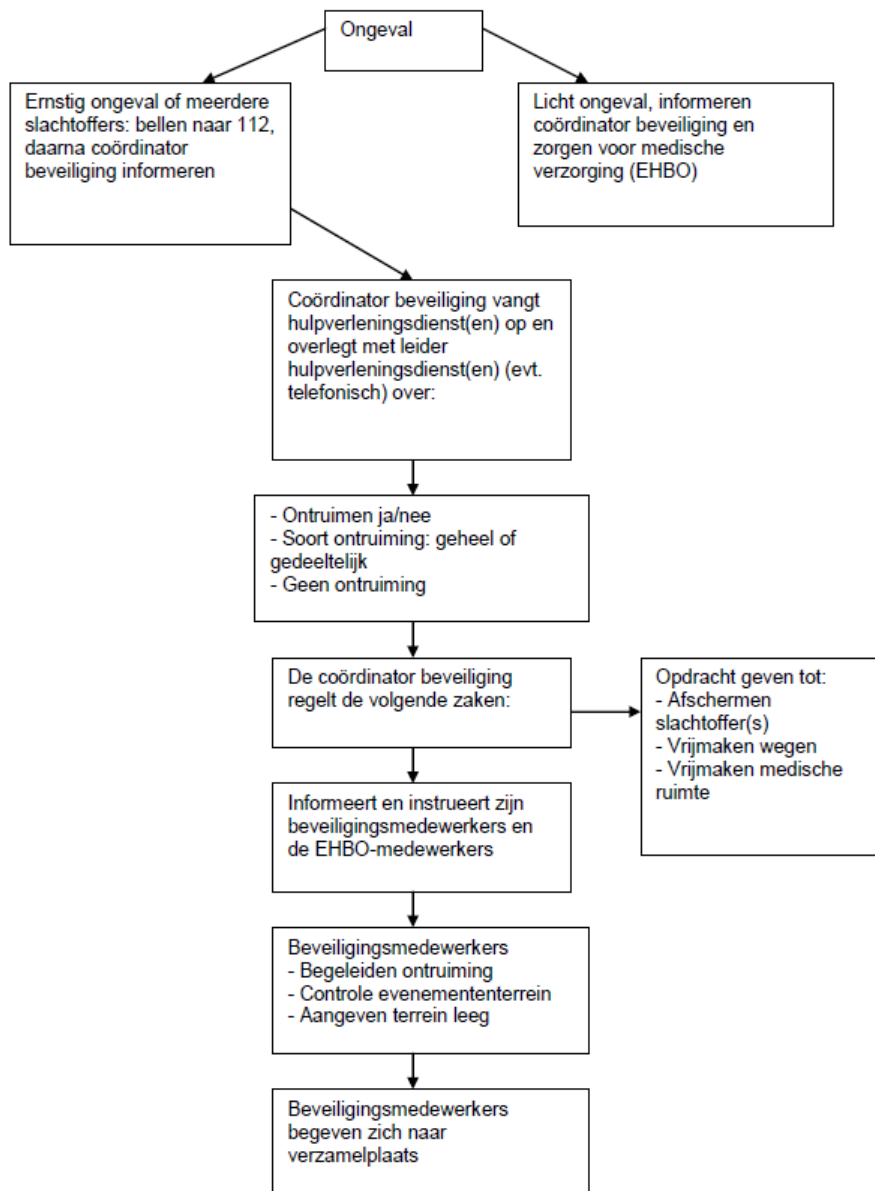 Ongeval
Ernstig ongeval of meerdere
slachtoffers: bellen naar 112,
daarna coördinator
beveiliging informeren
Licht ongeval, informeren
coördinator beveiliging en
zorgen voor medische
verzorging (EHBO)
Coördinator beveiliging vangt
hulpverleningsdienst(en) op en
overlegt met leider
hulpverleningsdienst(en) (evt.
telefonisch) over:
- Ontruimen ja/nee
- Soort ontruiming: geheel of
gedeeltelijk
- Geen ontruiming
De coördinator beveiliging
regelt de volgende zaken:
Opdracht geven tot:
- Afschermen
slachtoffer(s)
- Vrijmaken wegen
- Vrijmaken medische
ruimte
Informeert en instrueert zijn
beveiligingsmedewerkers en
de EHBO-medewerkers
Beveiligingsmedewerkers
- Begeleiden ontruiming
- Controle evenemententerrein
- Aangeven terrein leeg
Beveiligingsmedewerkers
begeven zich naar
verzamelplaats